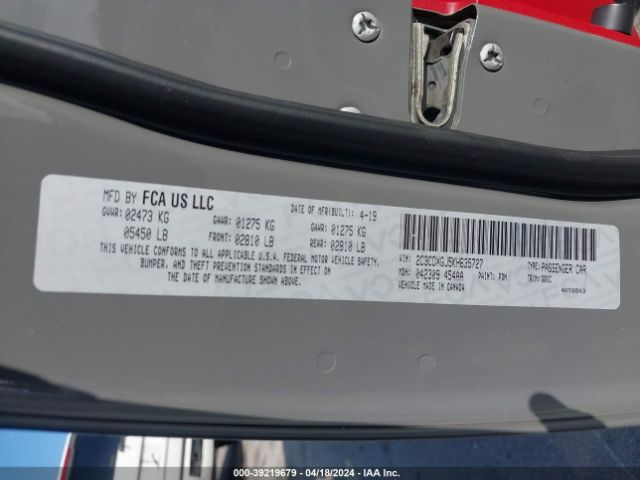 MFD BY FCA US LLC
DATE OF MFR(BUILT): 4-19
GVWR: 02473 KG
GAWR: 01275 KG
GAWR: 01275 KG
05450 LB
FRONT: 02810 LB
REAR: 02810 LB
THIS VEHICLE CONFORMS TO ALL APPLICABLE U.S.A. FEDERAL MOTOR VEHICLE SAFETY,
BUMPER, AND THEFT PREVENTION STANDARDS IN EFFECT ON
THE DATE OF MANUFACTURE SHOWN ABOVE.
VIN: 2C3CDXGJ5KH635727
TYPE: PASSENGER CAR
MDH: 042309 454AA
PAINT: PDN
TRIM:
VEHICLE MADE IN CANADA
000-39219679 - 04/18/2024 - IAA Inc.